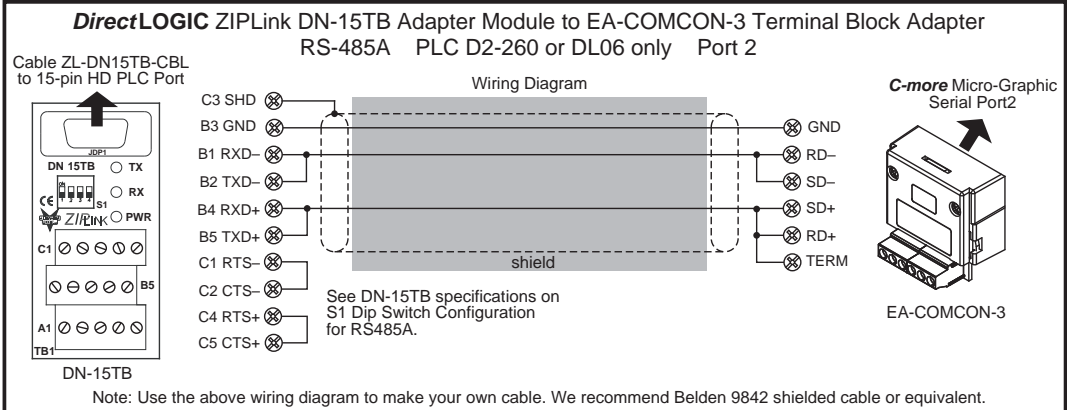 DirectLOGIC ZIPLink DN-15TB Adapter Module to EA-COMCON-3 Terminal Block Adapter
RS-485A PLC D2-260 or DL06 only Port 2
Cable ZL-DN15TB-CBL
to 15-pin HD PLC Port
JDP1
DN 15TB
TX
ON
1 2 3 4
S1
RX
CE
ZIPLINK
PWR
C1
B5
A1
TB1
DN-15TB
Wiring Diagram
C3 SHD
B3 GND
B1 RXD–
B2 TXD–
B4 RXD+
B5 TXD+
C1 RTS–
C2 CTS–
C4 RTS+
C5 CTS+
shield
See DN-15TB specifications on
S1 Dip Switch Configuration
for RS485A.
GND
RD–
SD–
SD+
RD+
TERM
C-more Micro-Graphic
Serial Port2
EA-COMCON-3
Note: Use the above wiring diagram to make your own cable. We recommend Belden 9842 shielded cable or equivalent.